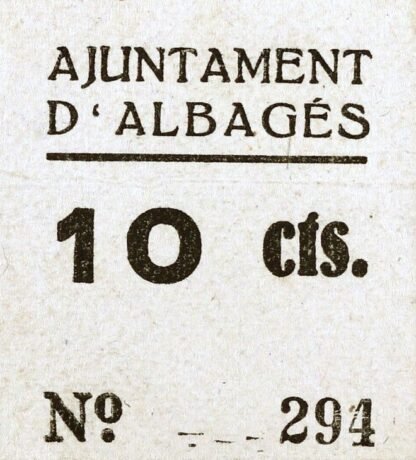 AJUNTAMENT
D'ALBAGÉS
10 cts.
Nº 294